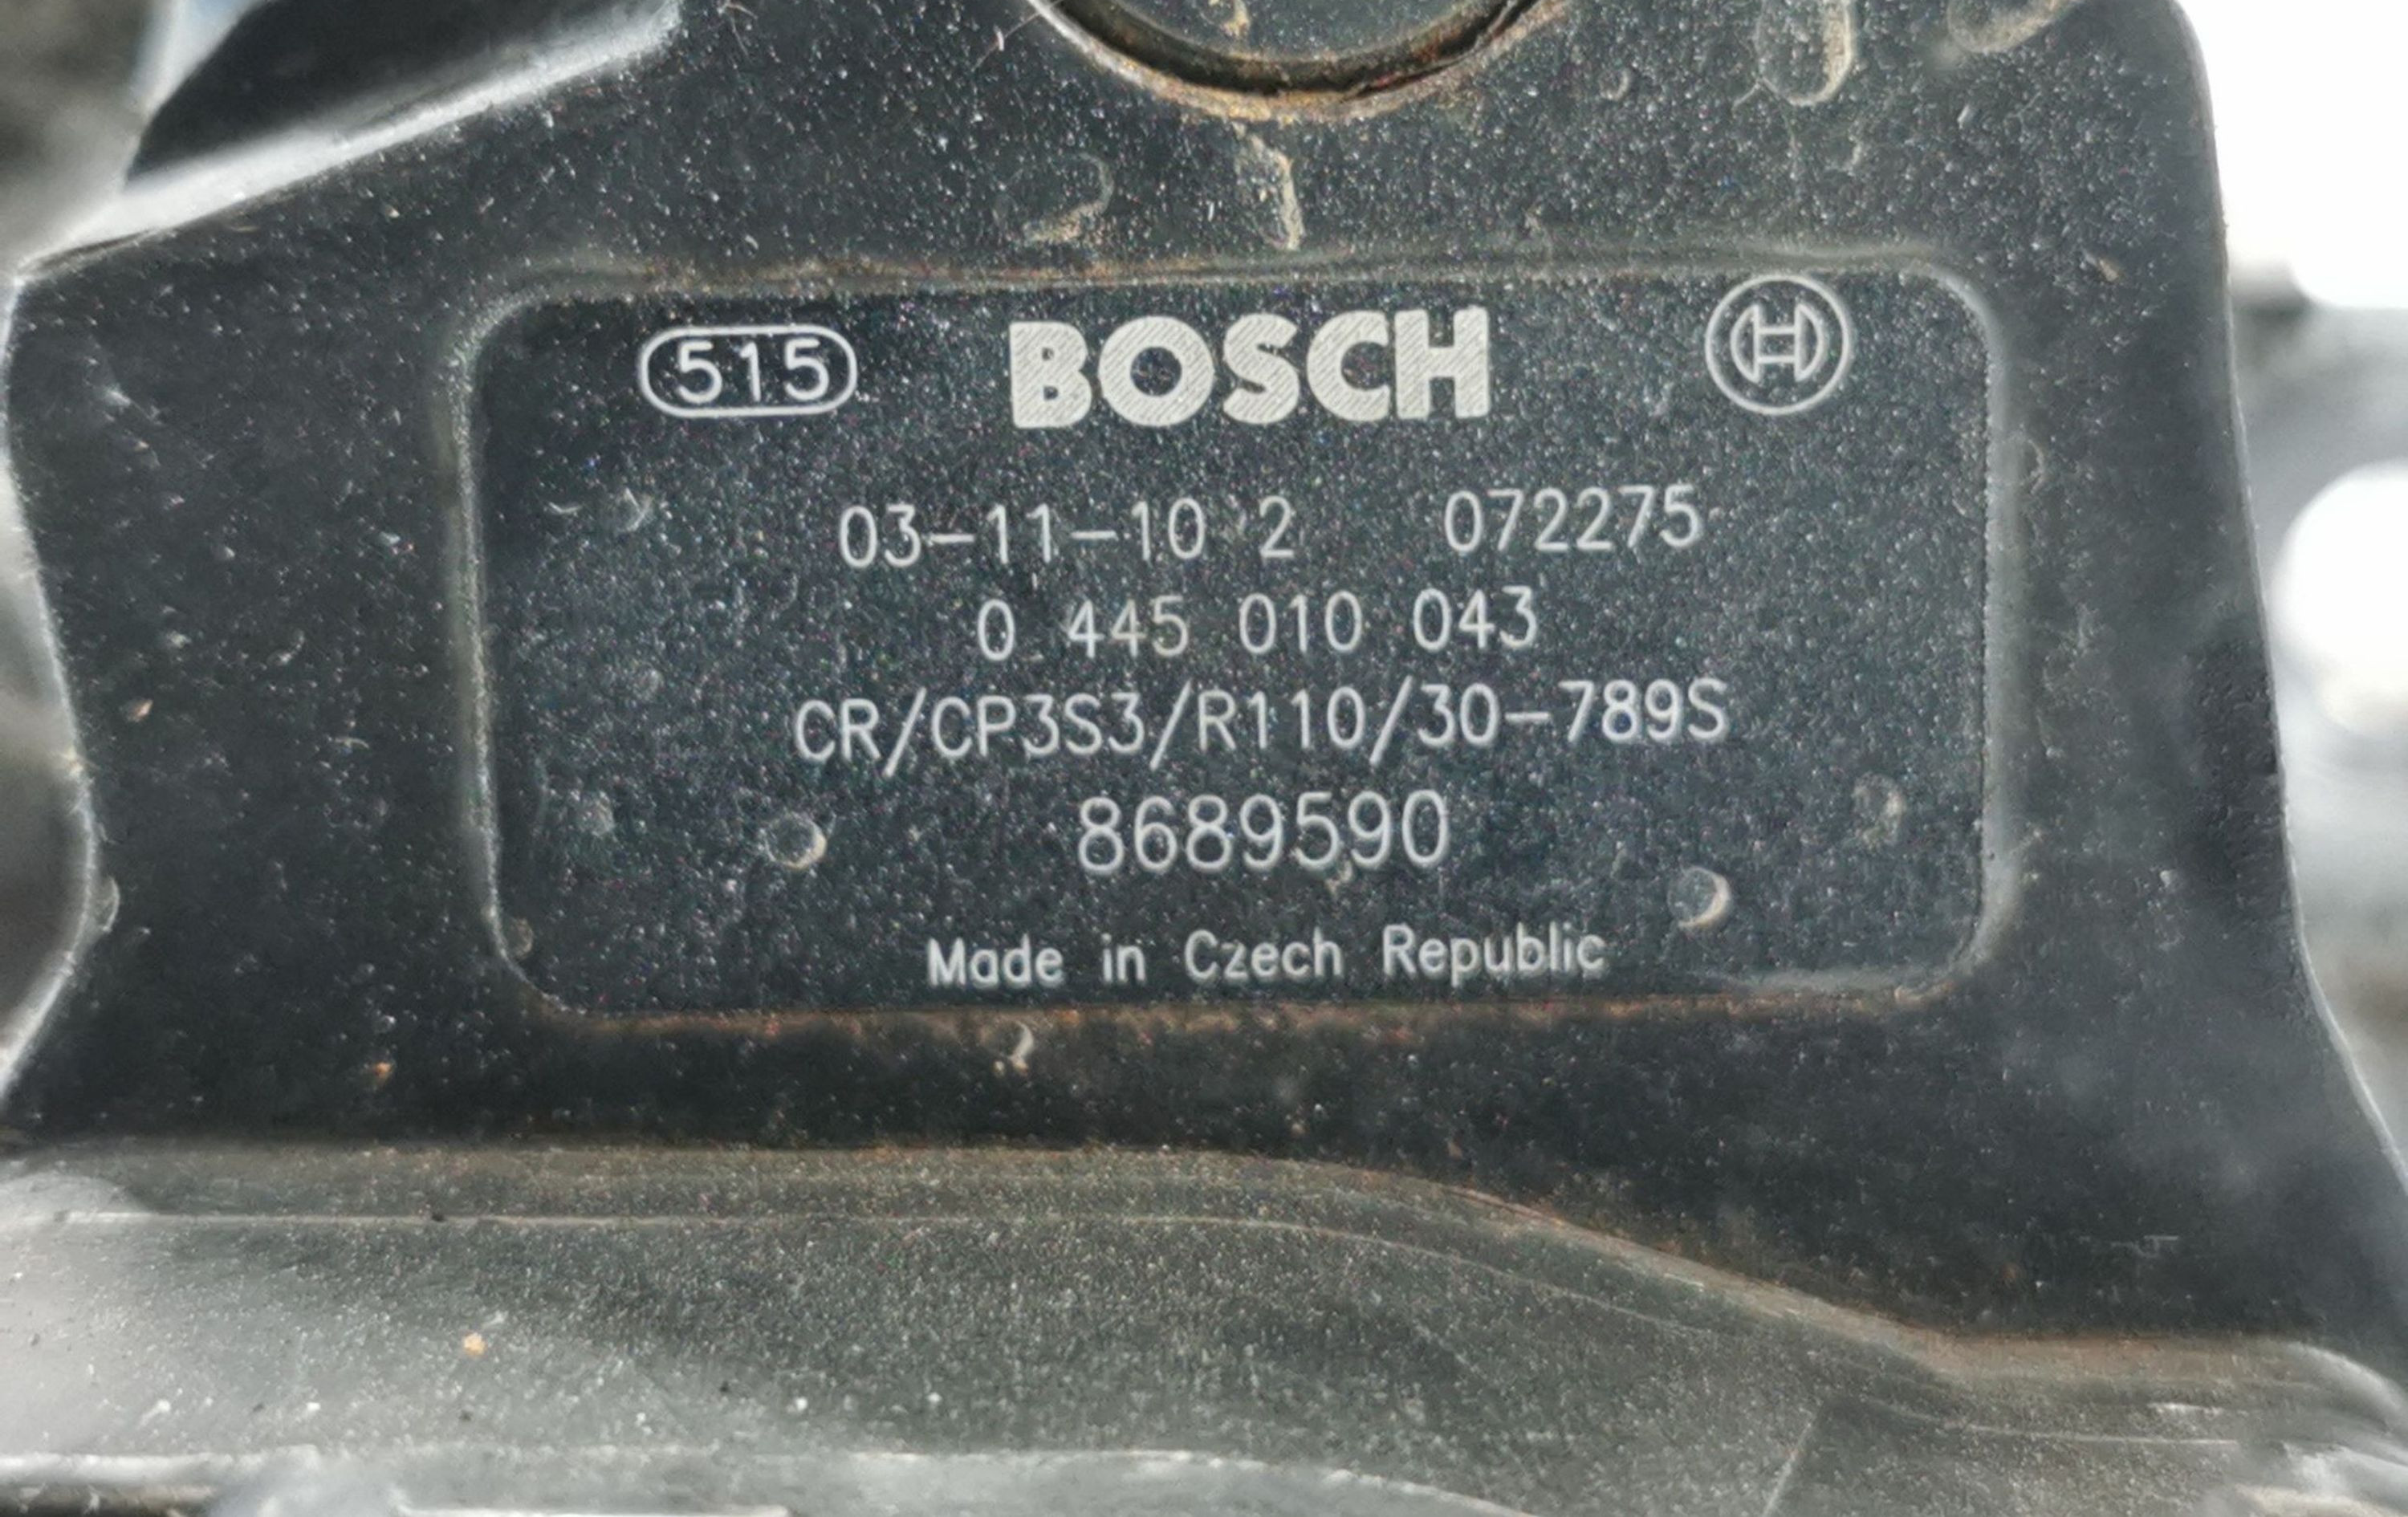 515 BOSCH
03-11-10 2 072275
0 445 010 043
CR/CP3S3/R110/30-789S
8689590
Made in Czech Republic